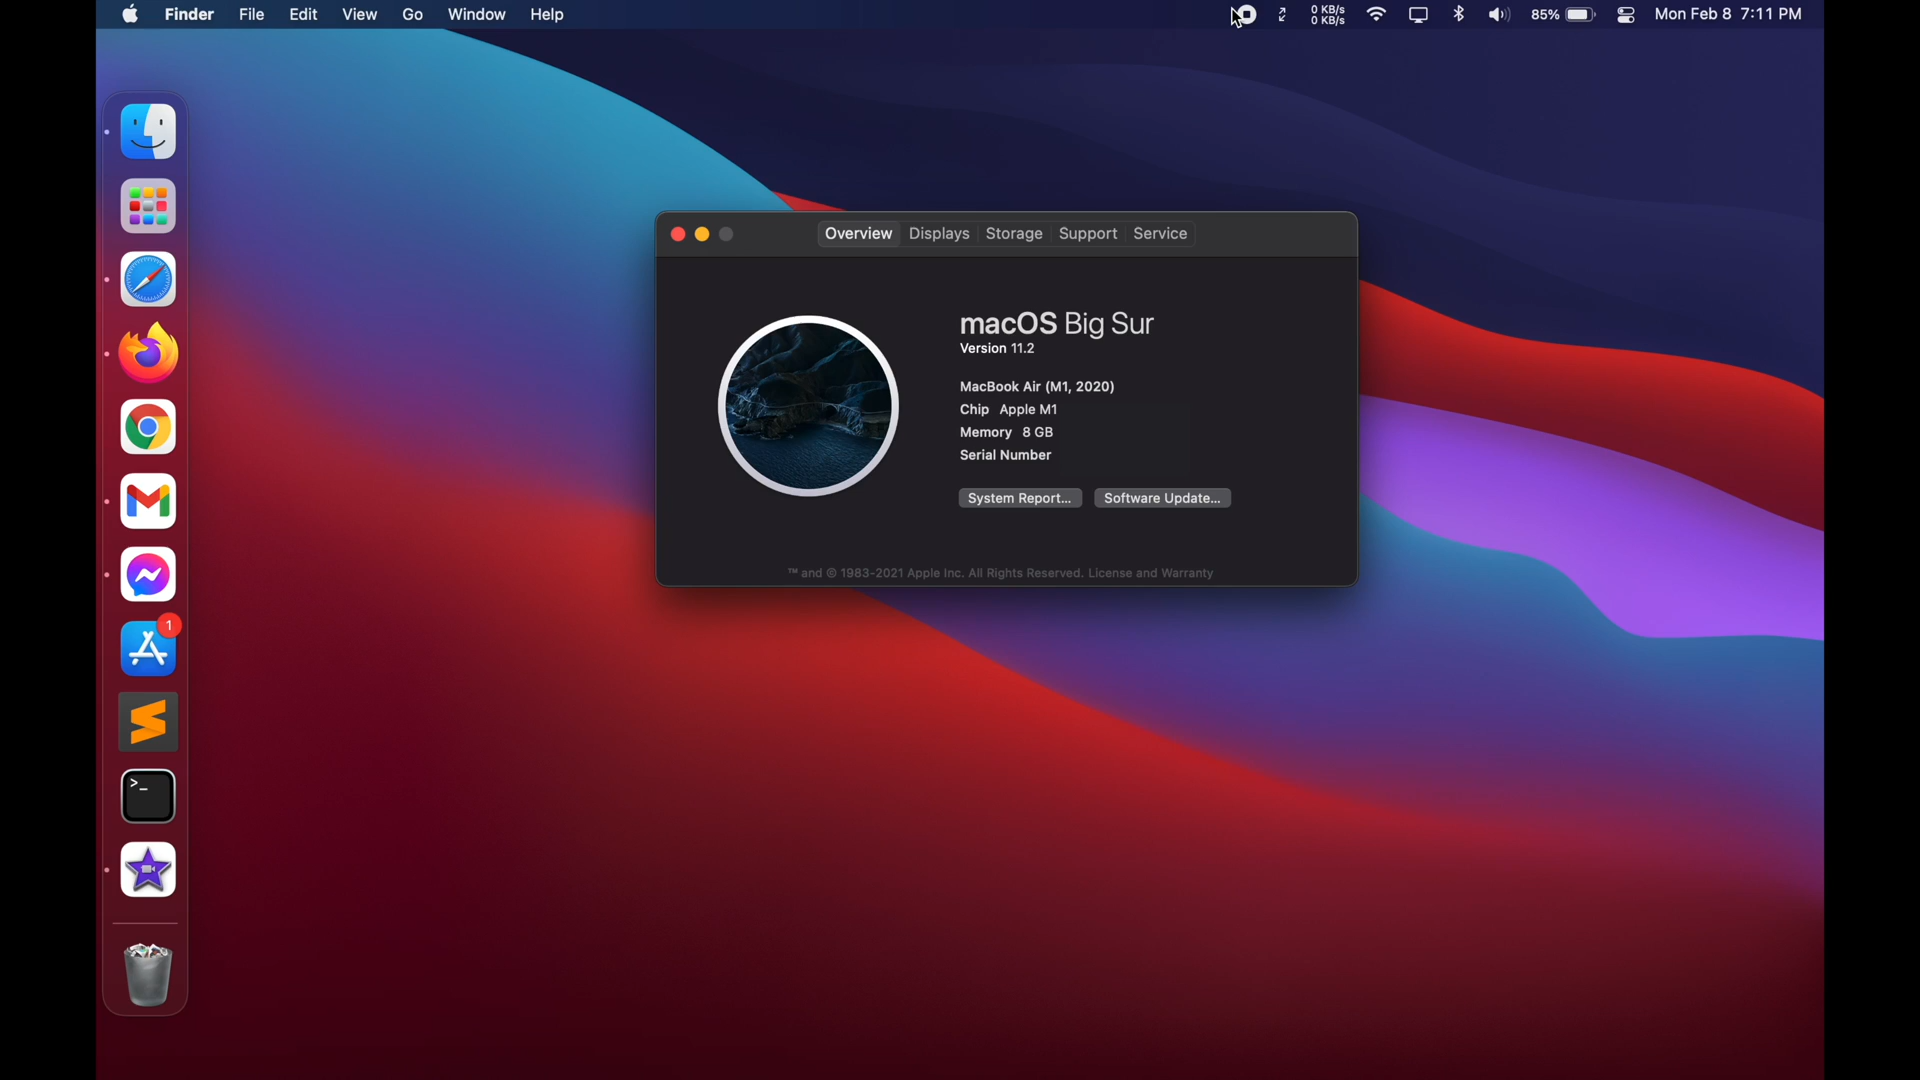 Finder File Edit View Go Window Help
0 KB/s
0 KB/s
85%
Mon Feb 8 7:11 PM
Overview Displays Storage Support Service
macOS Big Sur
Version 11.2
MacBook Air (M1, 2020)
Chip Apple M1
Memory 8 GB
Serial Number
System Report... Software Update...
™ and © 1983-2021 Apple Inc. All Rights Reserved. License and Warranty
1
>_